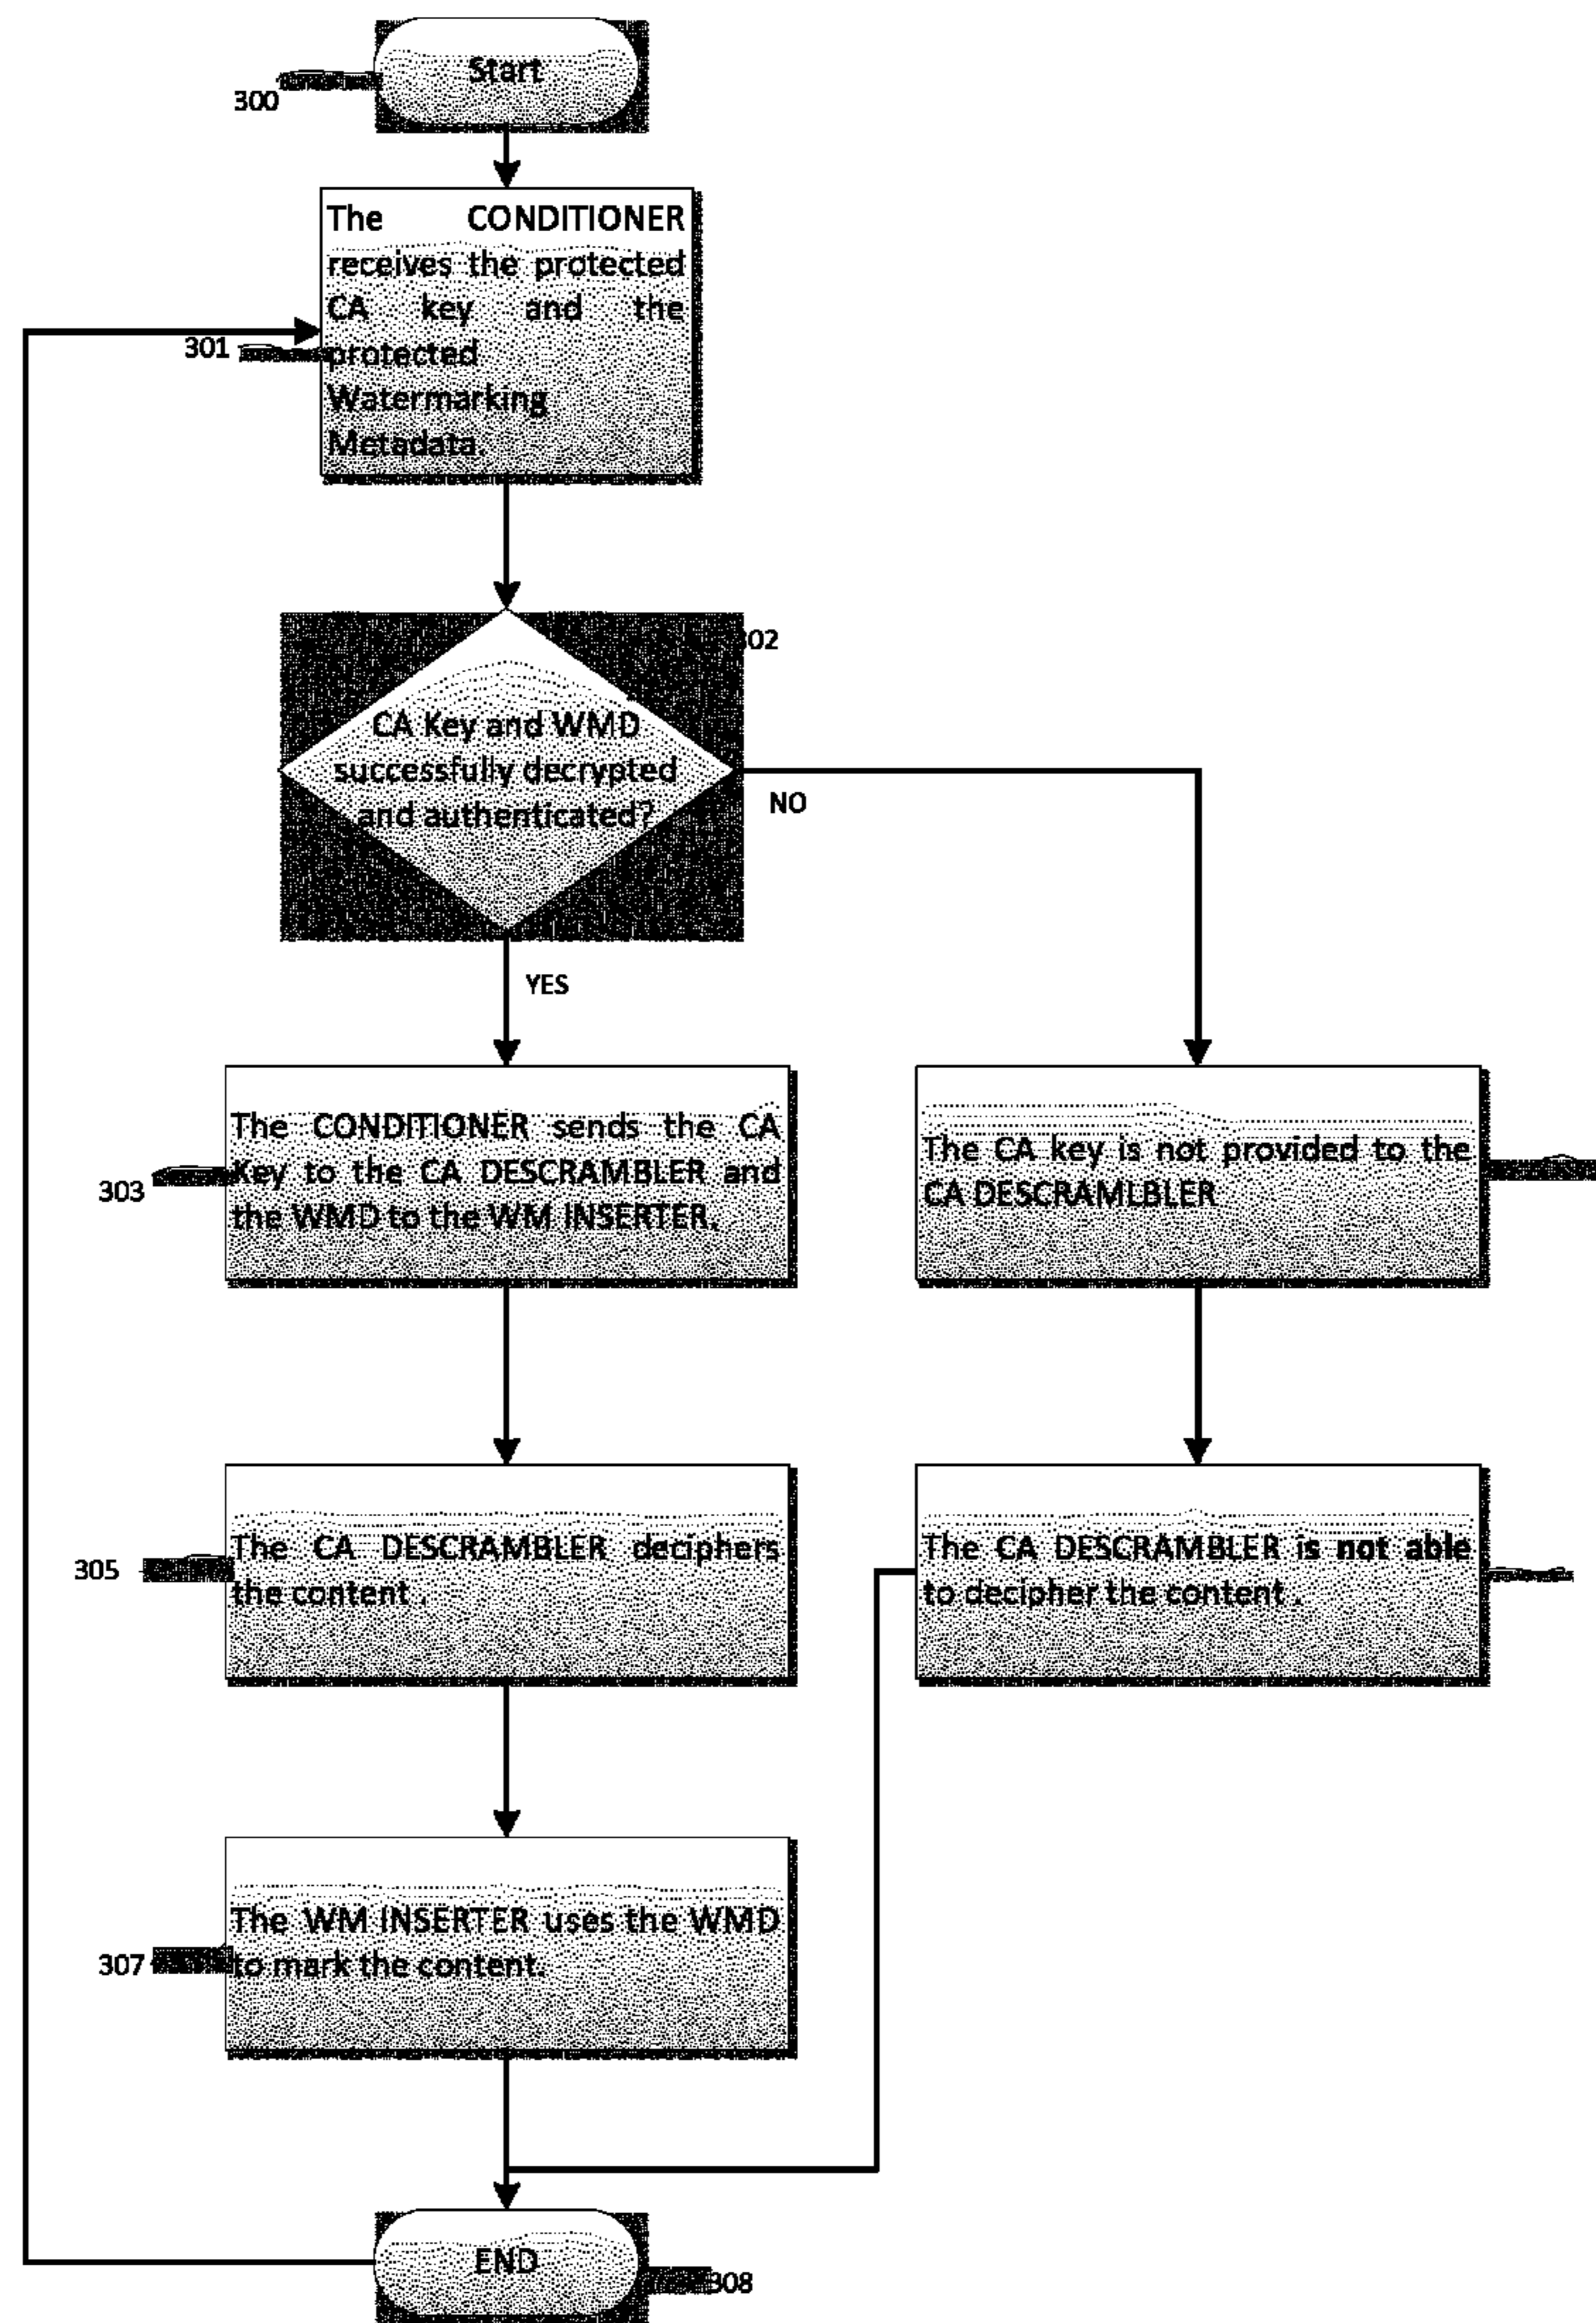 Start
300
The CONDITIONER
receives the protected
CA key and the
301
protected
Watermarking
Metadata.
302
CA Key and WMD
successfully decrypted
and authenticated?
NO
YES
The CONDITIONER sends the CA
Key to the CA DESCRAMBLER and
303
the WMD to the WM INSERTER.
The CA key is not provided to the
CA DESCRAMLBLER
The CA DESCRAMBLER deciphers
305
the content .
The CA DESCRAMBLER is not able
to decipher the content .
The WM INSERTER uses the WMD
307
to mark the content.
END
308